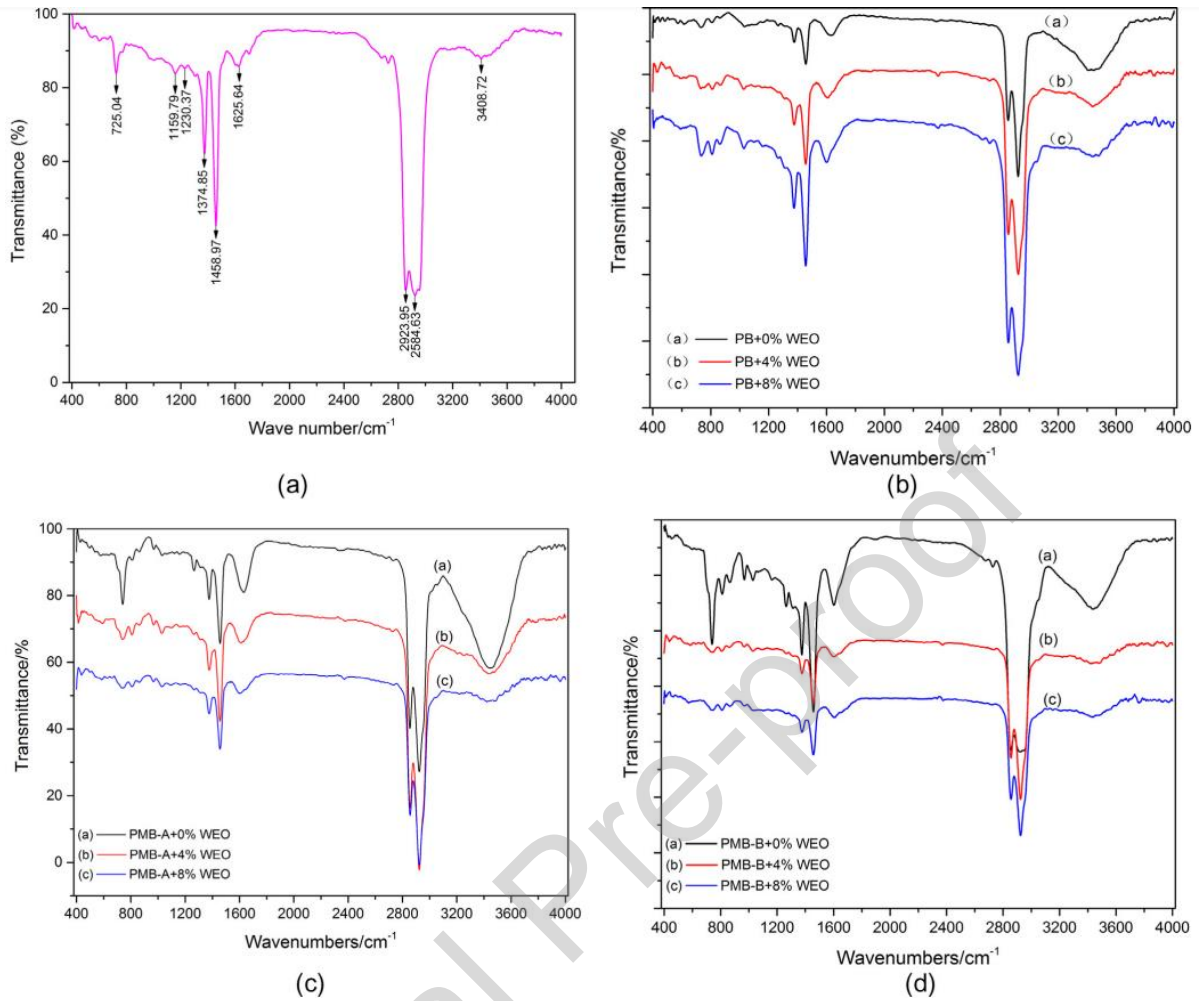 100
80
60
40
20
0
Transmittance (%)
725.04
1159.79
1230.37
1374.85
1458.97
1625.64
2923.95
2584.63
3408.72
400 800 1200 1600 2000 2400 2800 3200 3600 4000
Wave number/cm-1
(a)
Transmittance/%
(a)
(b)
(c)
(a) PB+0% WEO
(b) PB+4% WEO
(c) PB+8% WEO
400 800 1200 1600 2000 2400 2800 3200 3600 4000
Wavenumbers/cm-1
(b)
100
80
60
40
20
0
Transmittance/%
(a)
(b)
(c)
(a) PMB-A+0% WEO
(b) PMB-A+4% WEO
(c) PMB-A+8% WEO
400 800 1200 1600 2000 2400 2800 3200 3600 4000
Wavenumbers/cm-1
(c)
Transmittance/%
(a)
(b)
(c)
(a) PMB-B+0% WEO
(b) PMB-B+4% WEO
(c) PMB-B+8% WEO
400 800 1200 1600 2000 2400 2800 3200 3600 4000
Wavenumbers/cm-1
(d)
al Pre-proof